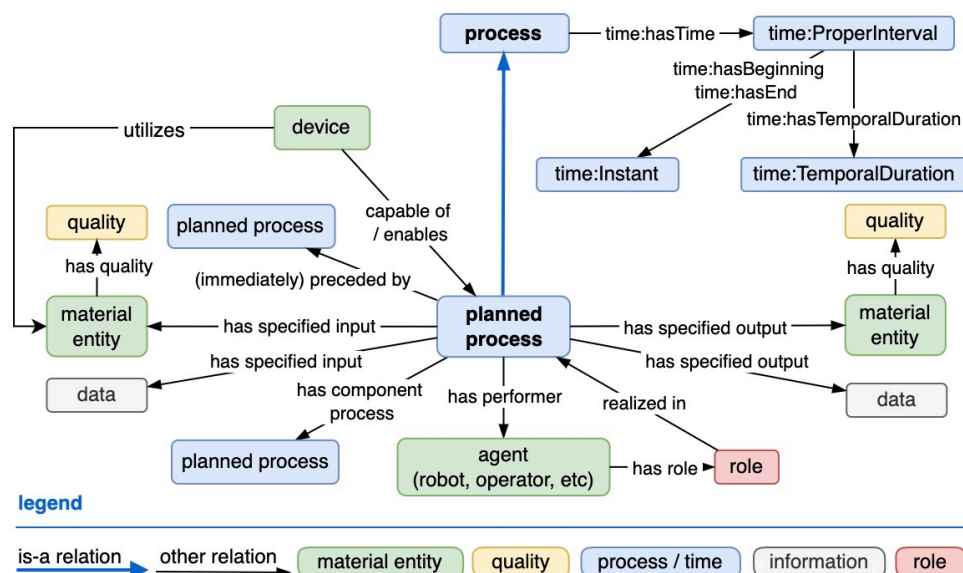 process
time:hasTime
time:ProperInterval
time:hasBeginning
time:hasEnd
time:hasTemporalDuration
utilizes
device
time:Instant
time:TemporalDuration
quality
planned process
capable of
/ enables
quality
has quality
(immediately) preceded by
has quality
material
entity
has specified input
planned
process
has specified output
material
entity
has specified input
has specified output
data
has component
process
has performer
realized in
data
planned process
agent
(robot, operator, etc)
has role
role
legend
is-a relation
other relation
material entity
quality
process / time
information
role